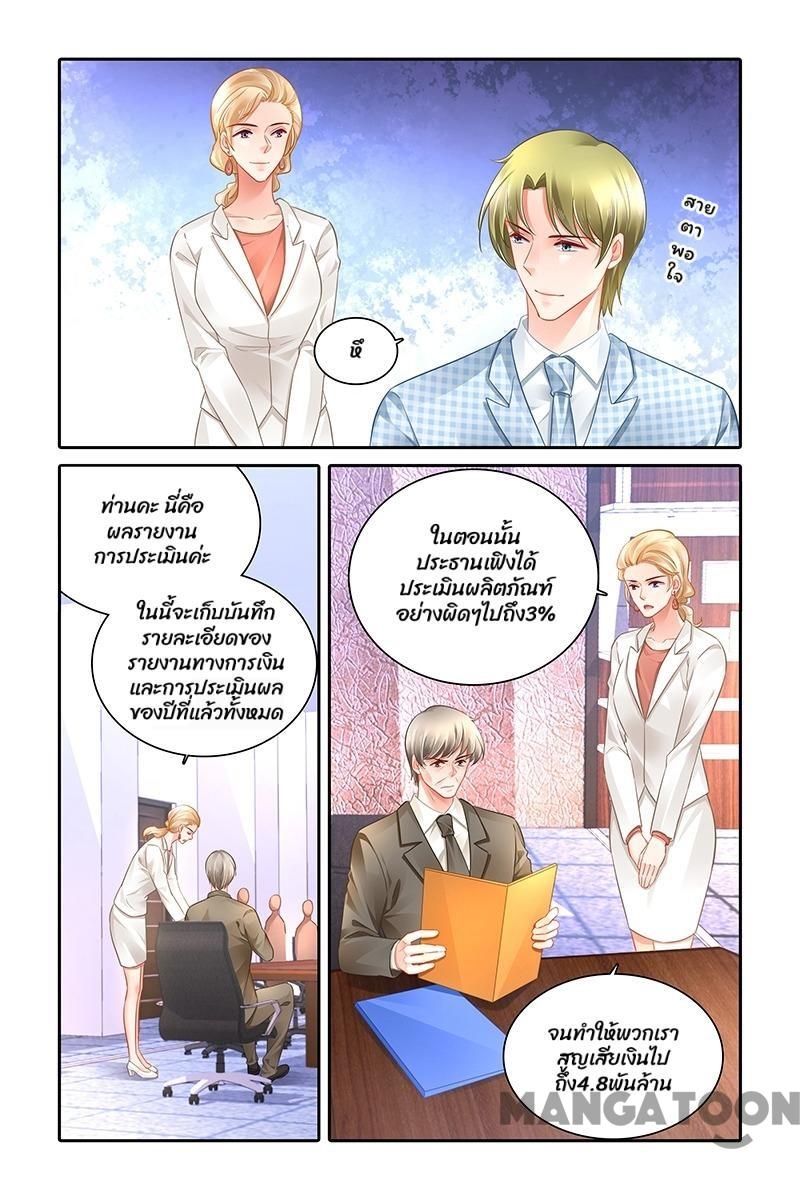 สาย
ตา
พอ
ใจ
หึ
ท่านคะ นี่คือ
ผลรายงาน
การประเมินค่ะ
ในนี้จะเก็บบันทึก
รายละเอียดของ
รายงานทางการเงิน
และการประเมินผล
ของปีที่แล้วทั้งหมด
ในตอนนั้น
ประธานเฟิงได้
ประเมินผลิตภัณฑ์
อย่างผิดๆไปถึง3%
จนทำให้พวกเรา
สูญเสียเงินไป
ถึง4.8พันล้าน
MANGATOON